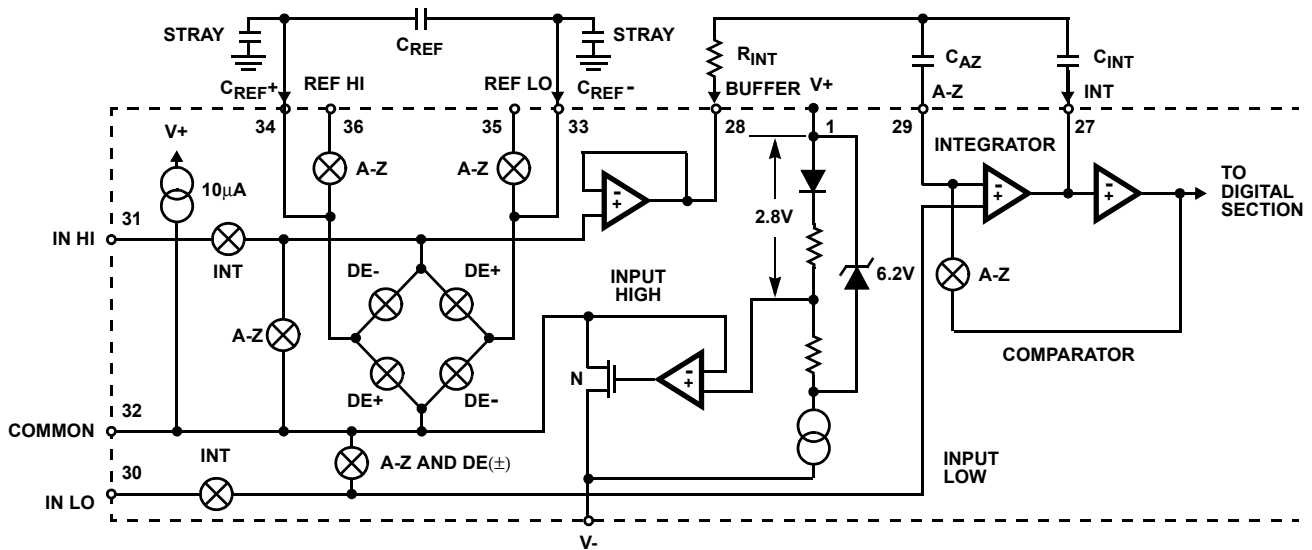 STRAY
C_REF
STRAY
R_INT
C_AZ
C_INT
C_REF+
REF HI
REF LO
C_REF-
BUFFER
V+
A-Z
INT
34
36
35
33
28
1
29
27
V+
10µA
A-Z
A-Z
INTEGRATOR
-
+
-
+
TO
DIGITAL
SECTION
2.8V
31
IN HI
INT
DE-
DE+
INPUT
HIGH
6.2V
A-Z
A-Z
COMPARATOR
N
-
+
DE+
DE-
32
COMMON
INT
A-Z AND DE(±)
30
IN LO
INPUT
LOW
V-